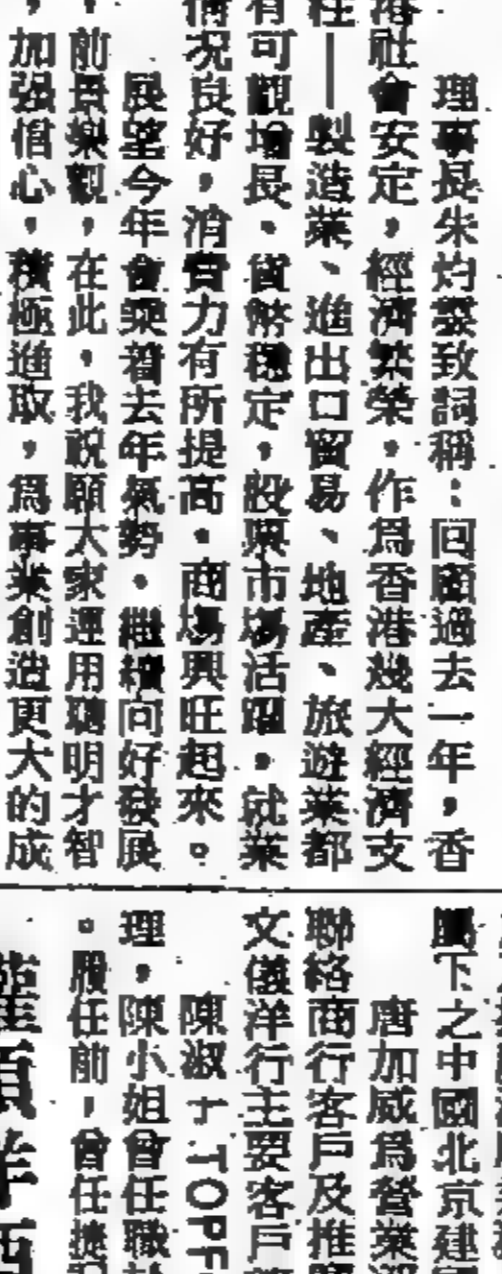 理事長朱灼　致詞稱：回顧過去一年，香
港社會安定，經濟繁榮，作爲香港幾大經濟支
柱——製造業、進出口貿易、地產、旅遊業都
有可觀增長。貨幣穩定，股票市場活躍，就業
情况良好，消費力有所提高，商場興旺起來。
展望今年會乘着去年氣勢，繼續向好發展
，前景樂觀，在此，我祝願大家運用聰明才智
，加强信心，積極進取，爲事業創造更大的成
屬下之中國北京建
唐加威爲營業
聯絡商行客戶及推
文儀洋行主要客戶
陳淑 TOPF
理，陳小姐曾任職
。履任前，曾任捷